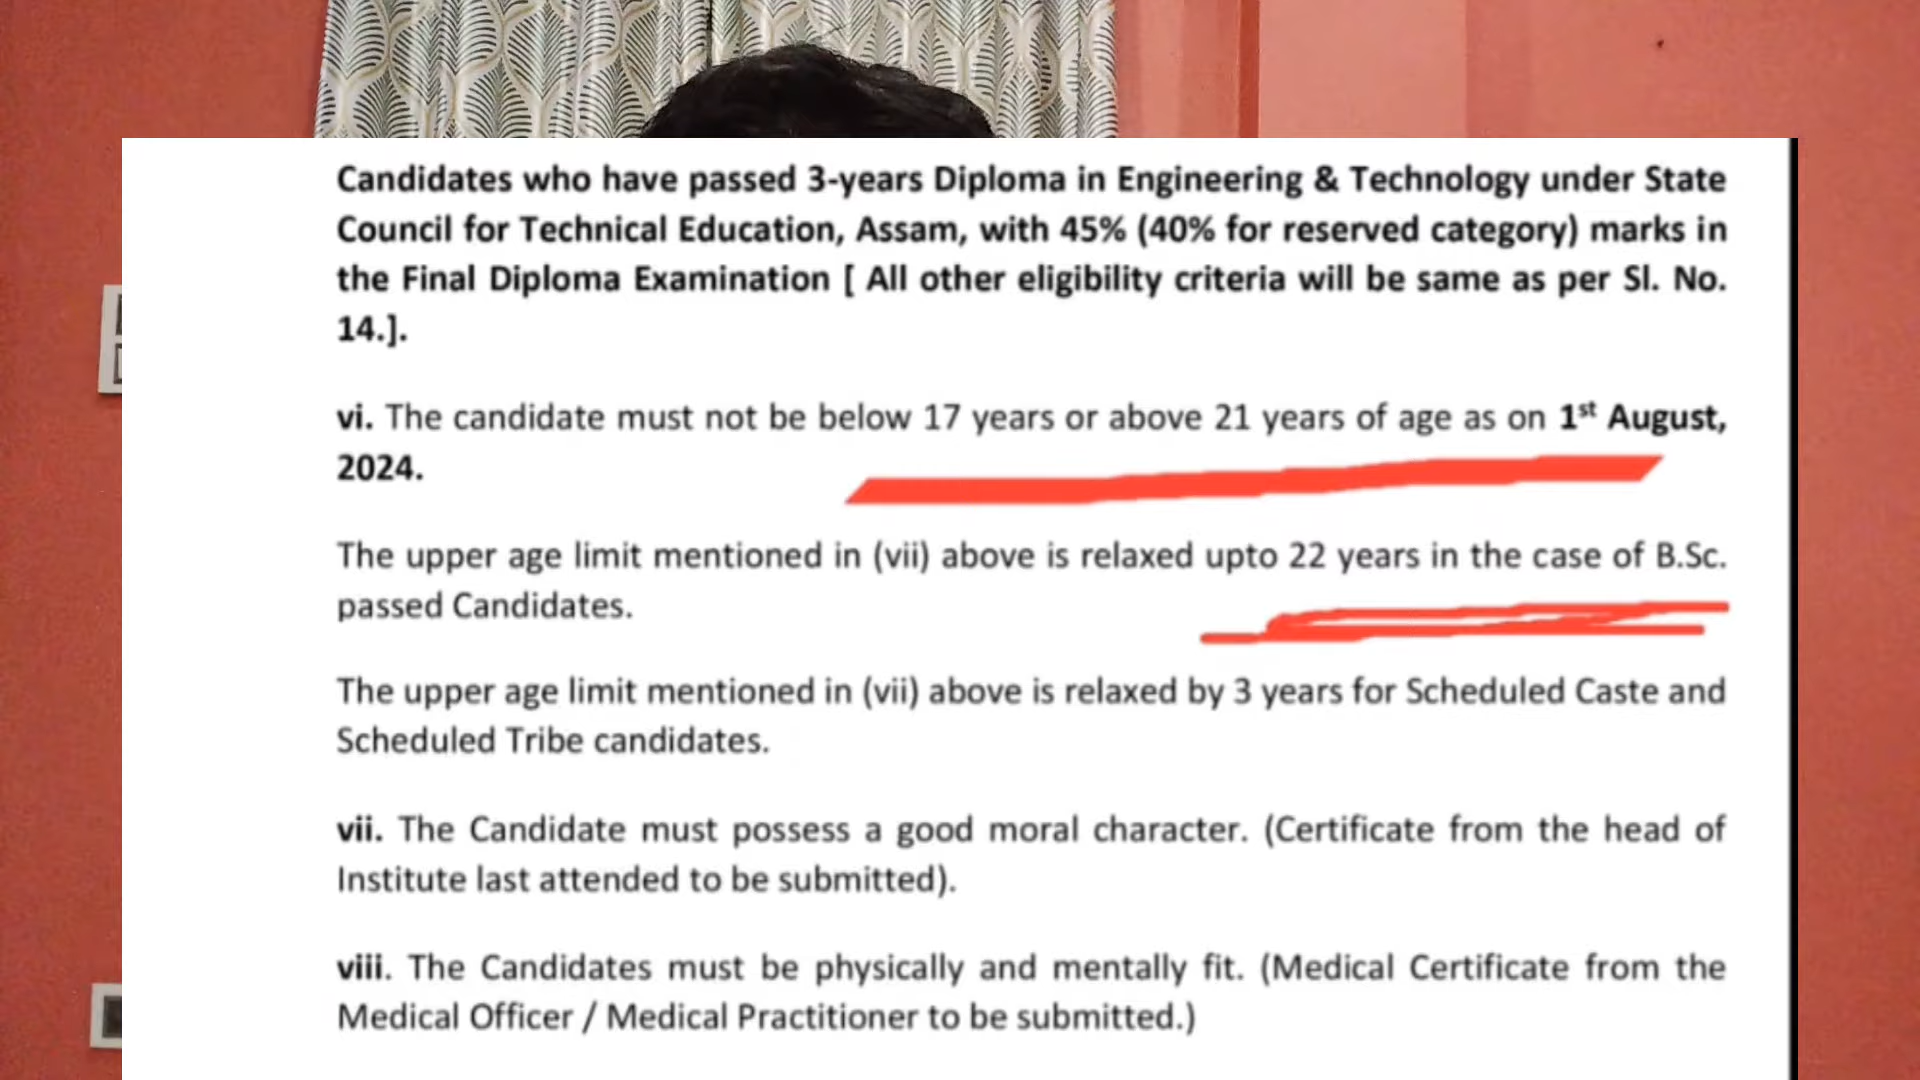 Candidates who have passed 3-years Diploma in Engineering & Technology under State
Council for Technical Education, Assam, with 45% (40% for reserved category) marks in
the Final Diploma Examination [ All other eligibility criteria will be same as per Sl. No.
14.].
vi. The candidate must not be below 17 years or above 21 years of age as on 1st August,
2024.
The upper age limit mentioned in (vii) above is relaxed upto 22 years in the case of B.Sc.
passed Candidates.
The upper age limit mentioned in (vii) above is relaxed by 3 years for Scheduled Caste and
Scheduled Tribe candidates.
vii. The Candidate must possess a good moral character. (Certificate from the head of
Institute last attended to be submitted).
viii. The Candidates must be physically and mentally fit. (Medical Certificate from the
Medical Officer / Medical Practitioner to be submitted.)